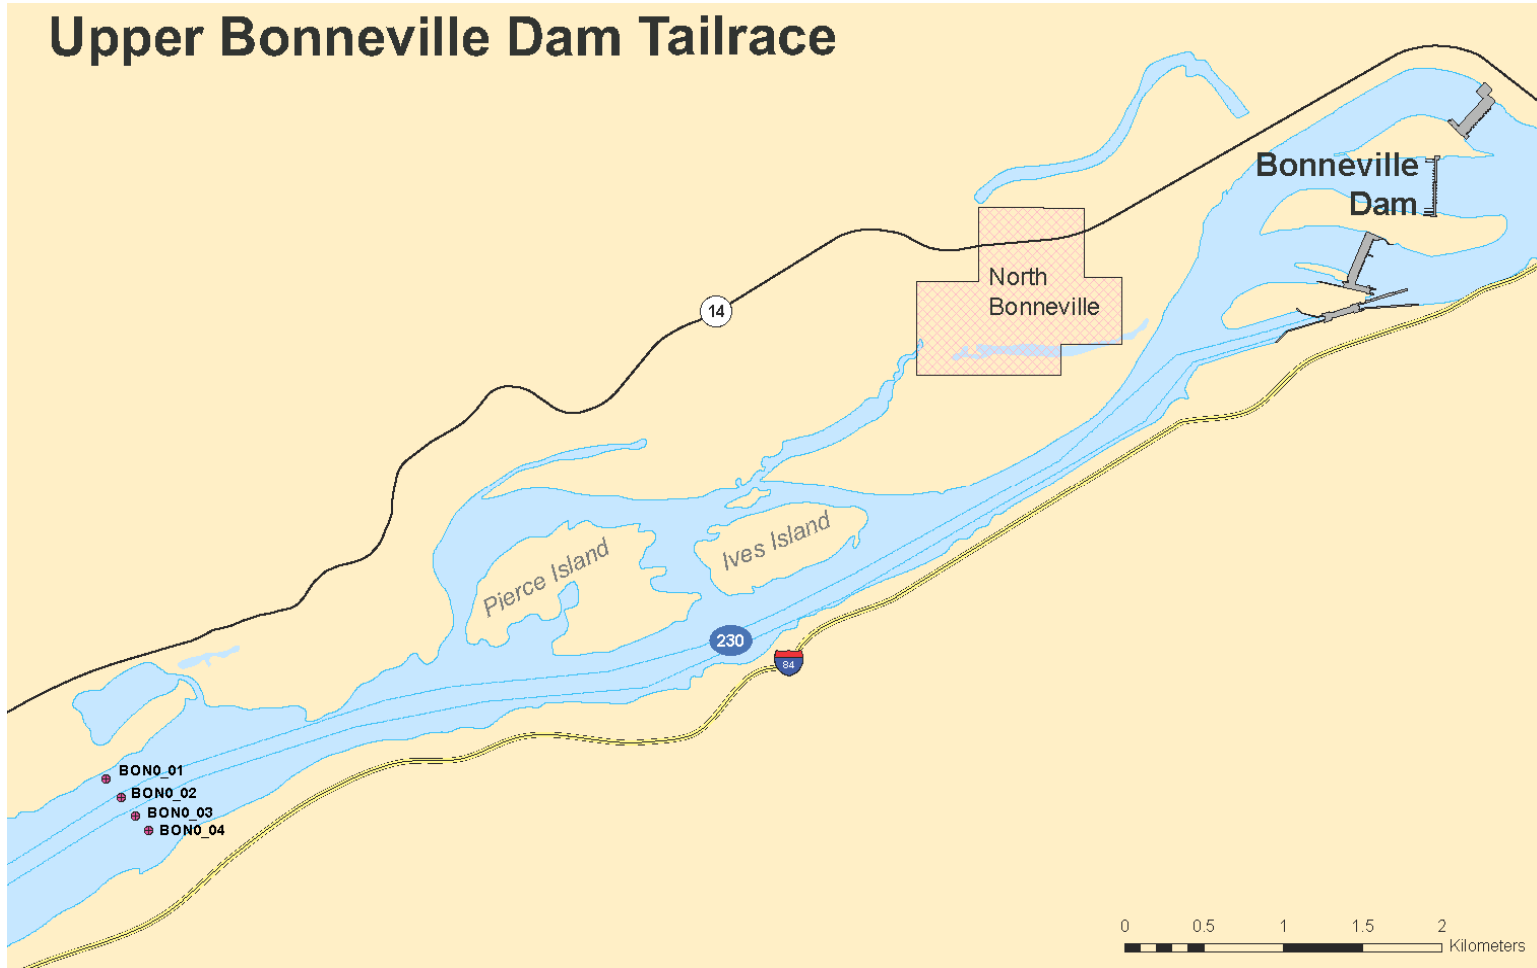 Upper Bonneville Dam Tailrace
Bonneville
Dam
North
Bonneville
14
Ives Island
Pierce Island
230
84
BON0_01
BON0_02
BON0_03
BON0_04
0 0.5 1 1.5 2
Kilometers